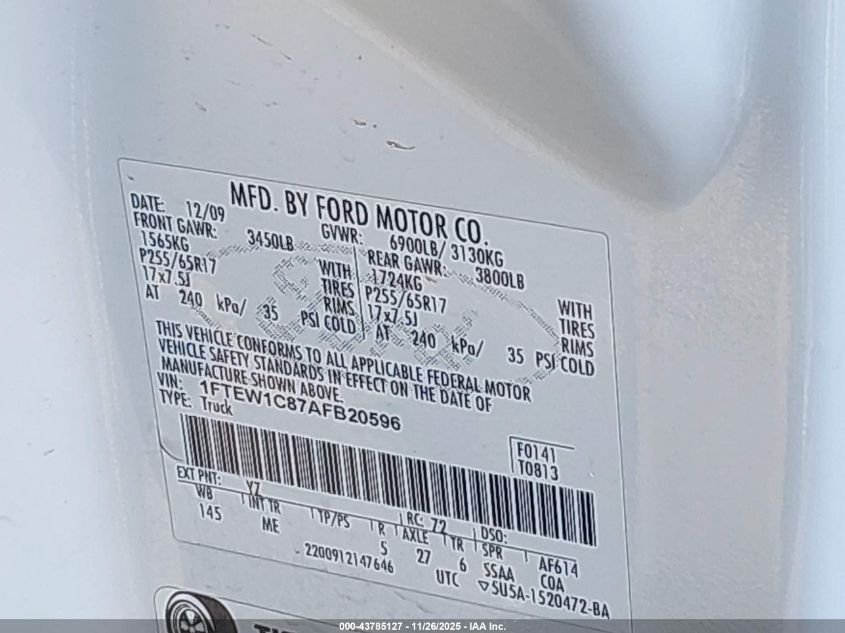 MFD. BY FORD MOTOR CO.
DATE: 12/09 GVWR: 6900LB/ 3130KG
FRONT GAWR: 3450LB REAR GAWR: 3800LB
1565KG WITH 1724KG WITH
P255/65R17 TIRES P255/65R17 TIRES
17x7.5J RIMS 17x7.5J RIMS
AT 240 kPa/ 35 PSI COLD AT 240 kPa/ 35 PSI COLD
THIS VEHICLE CONFORMS TO ALL APPLICABLE FEDERAL MOTOR
VEHICLE SAFETY STANDARDS IN EFFECT ON THE DATE OF
MANUFACTURE SHOWN ABOVE.
VIN: 1FTEW1C87AFB20596
TYPE: Truck
F0141
T0813
EXT PNT: YZ RC: 72 DSO:
WB INT TR TP/PS R AXLE TR SPR AF614
145 ME 5 27 6 SSAA COA
2200912147646 UTC ▽5U5A-1520472-BA
000-43785127 - 11/26/2025 - IAA Inc.